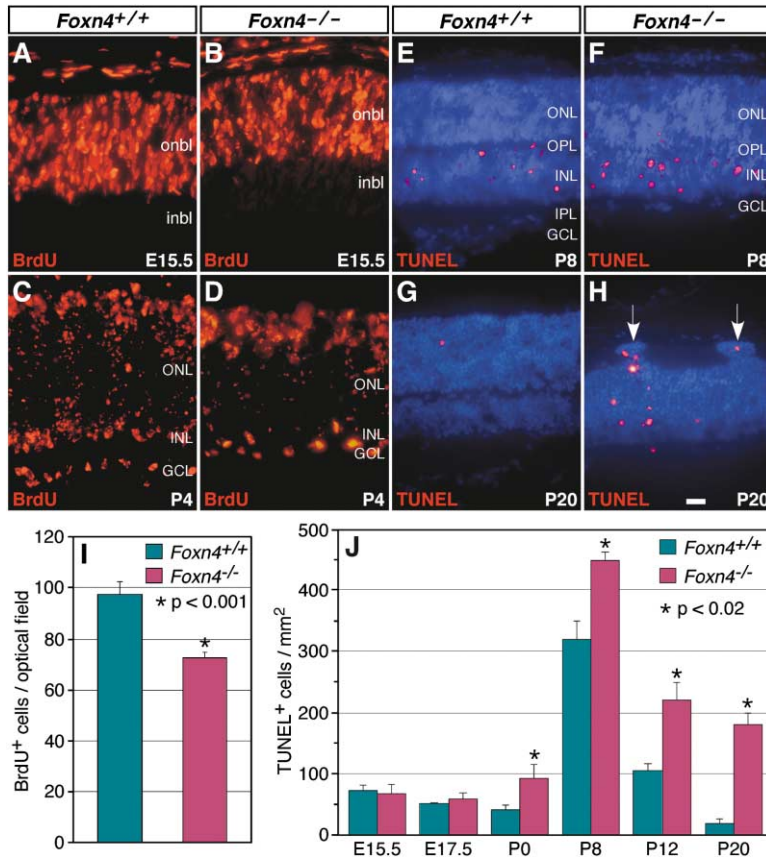 Foxn4+/+ Foxn4−/− Foxn4+/+ Foxn4−/−
A
onbl
inbl
BrdU E15.5
B
onbl
inbl
BrdU E15.5
E
ONL
OPL
INL
IPL
GCL
TUNEL P8
F
ONL
OPL
INL
GCL
TUNEL P8
C
ONL
INL
GCL
BrdU P4
D
ONL
INL
GCL
BrdU P4
G
TUNEL P20
H
TUNEL P20
I
Foxn4+/+
Foxn4-/-
* p < 0.001
*
BrdU+ cells / optical field
120
100
80
60
40
20
0
J
Foxn4+/+
Foxn4-/-
* p < 0.02
* * * *
TUNEL+ cells / mm2
500
400
300
200
100
0
E15.5 E17.5 P0 P8 P12 P20